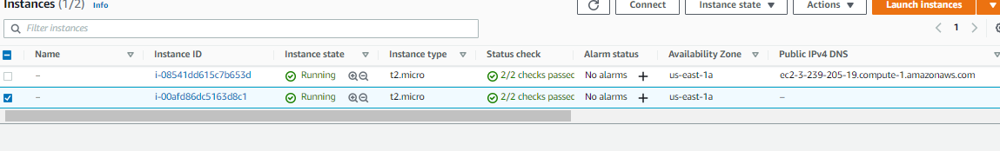 Instances (1/2) Info
Connect Instance state Actions Launch instances
Filter instances
1
Name Instance ID Instance state Instance type Status check Alarm status Availability Zone Public IPv4 DNS
– i-08541dd615c7b653d Running t2.micro 2/2 checks passec No alarms + us-east-1a ec2-3-239-205-19.compute-1.amazonaws.com
– i-00afd86dc5163d8c1 Running t2.micro 2/2 checks passec No alarms + us-east-1a –